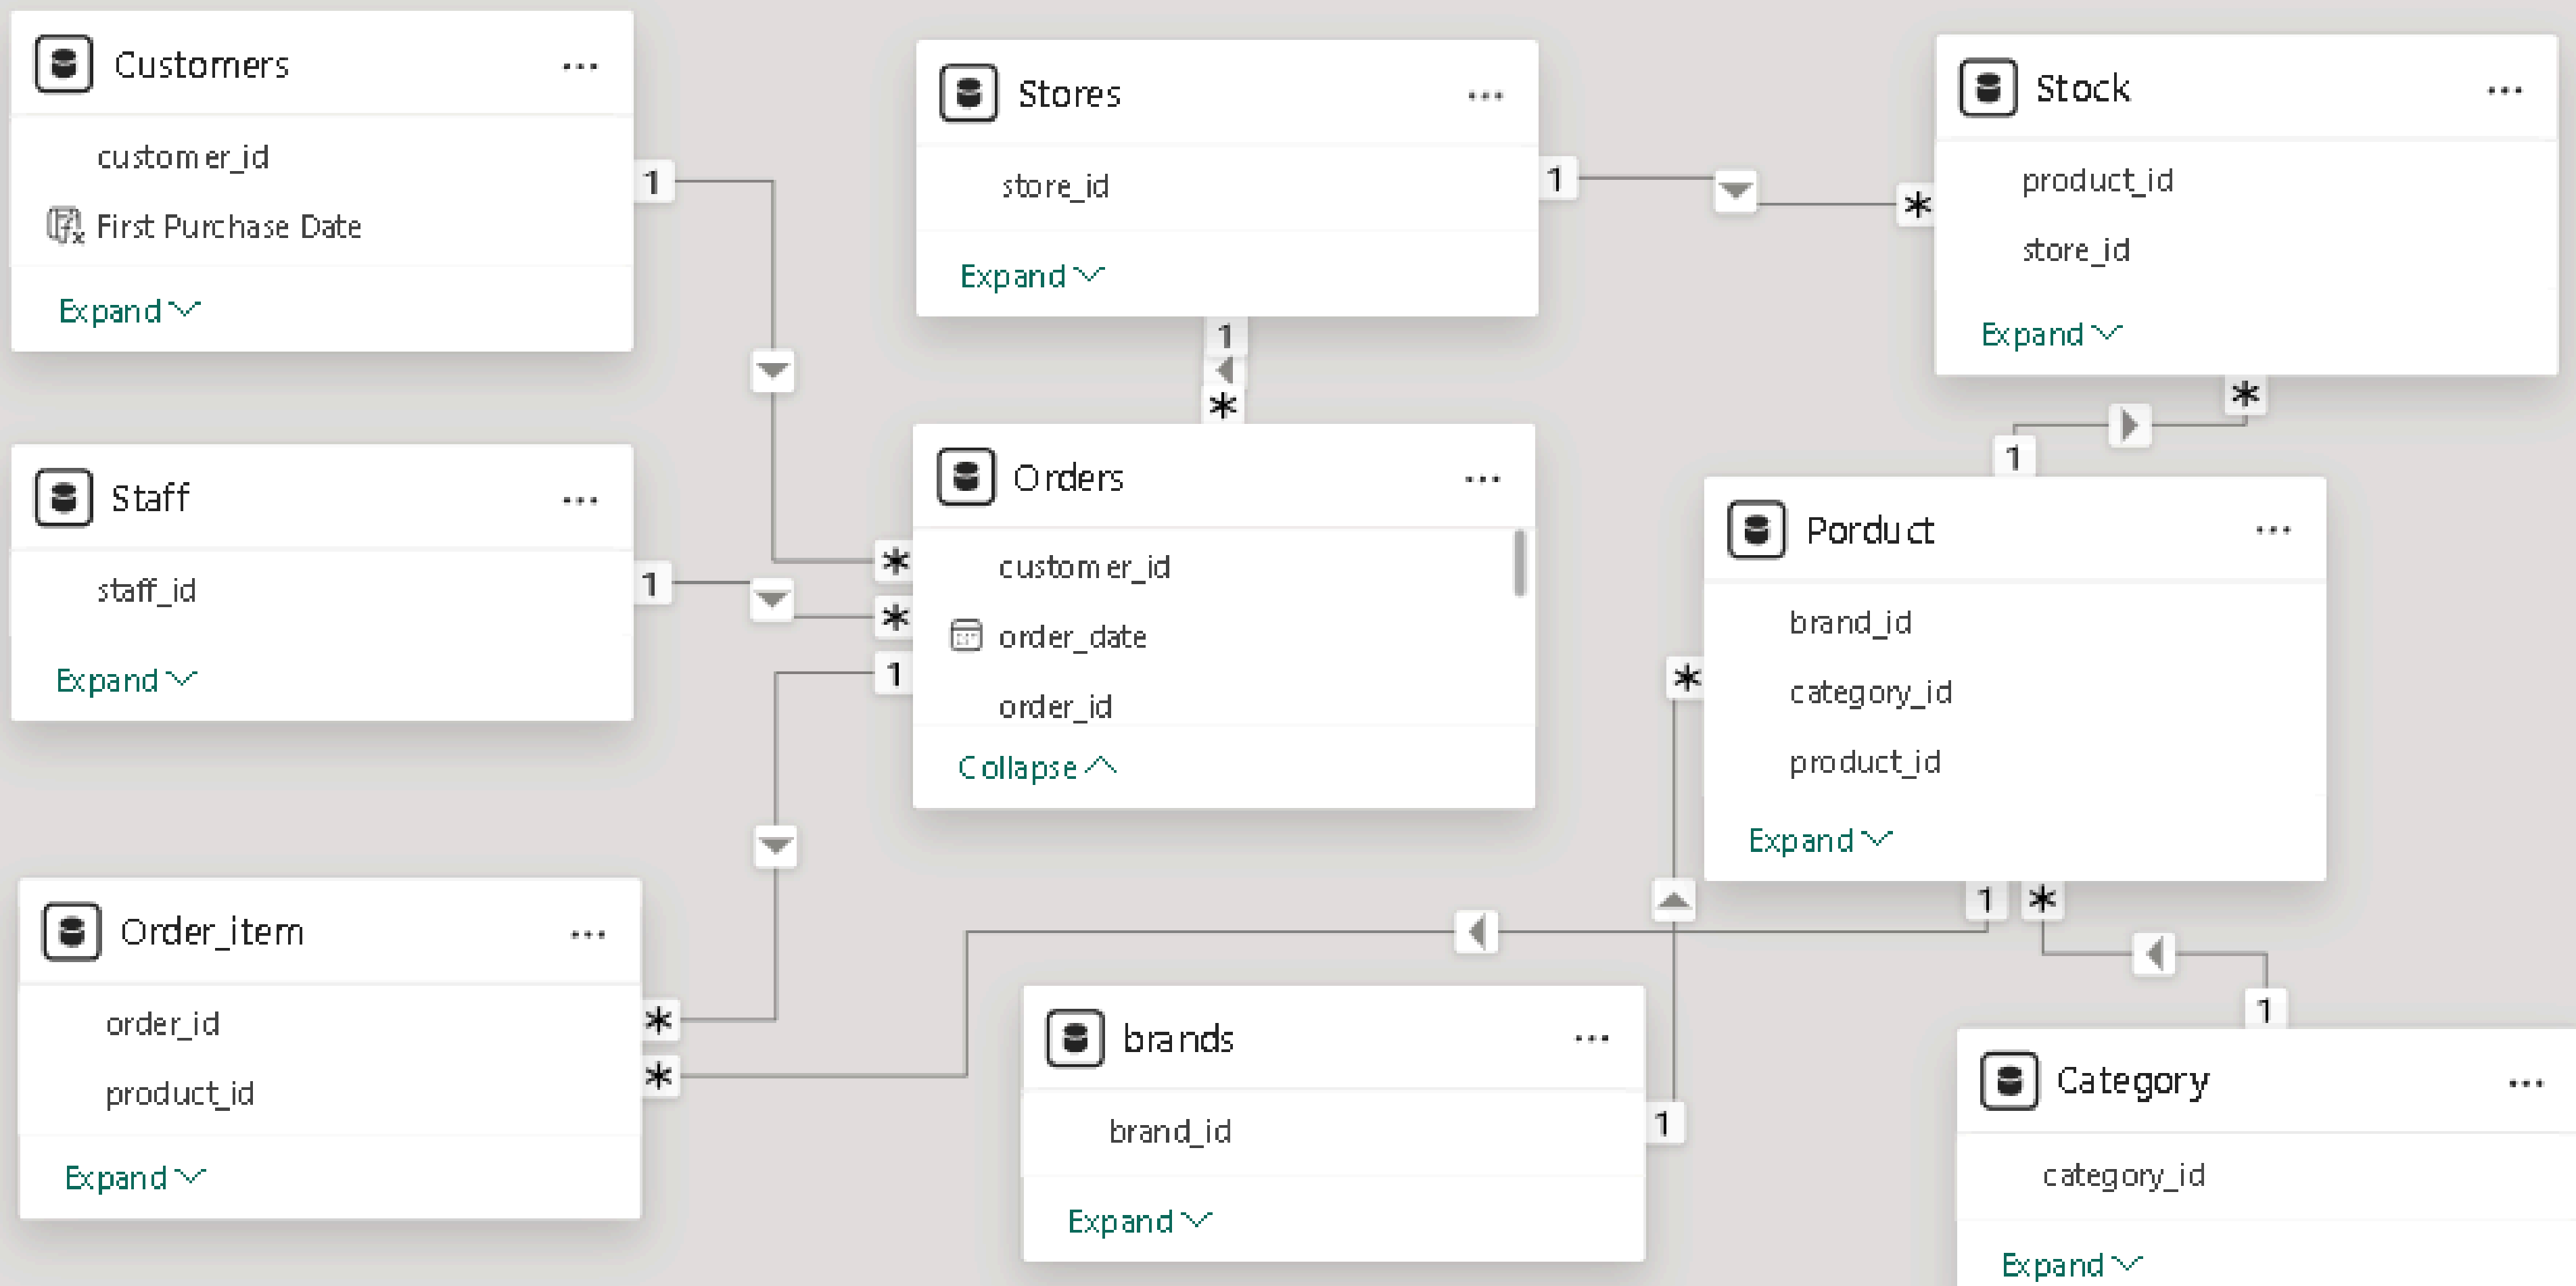 Customers
customer_id
First Purchase Date
Expand
1
Stores
store_id
Expand
1
*
Stock
product_id
store_id
Expand
1
*
*
1
Staff
staff_id
Expand
1
Orders
customer_id
order_date
order_id
Collapse
*
*
1
Porduct
brand_id
category_id
product_id
Expand
*
1
*
Order_item
order_id
product_id
Expand
*
*
brands
brand_id
Expand
1
1
Category
category_id
Expand